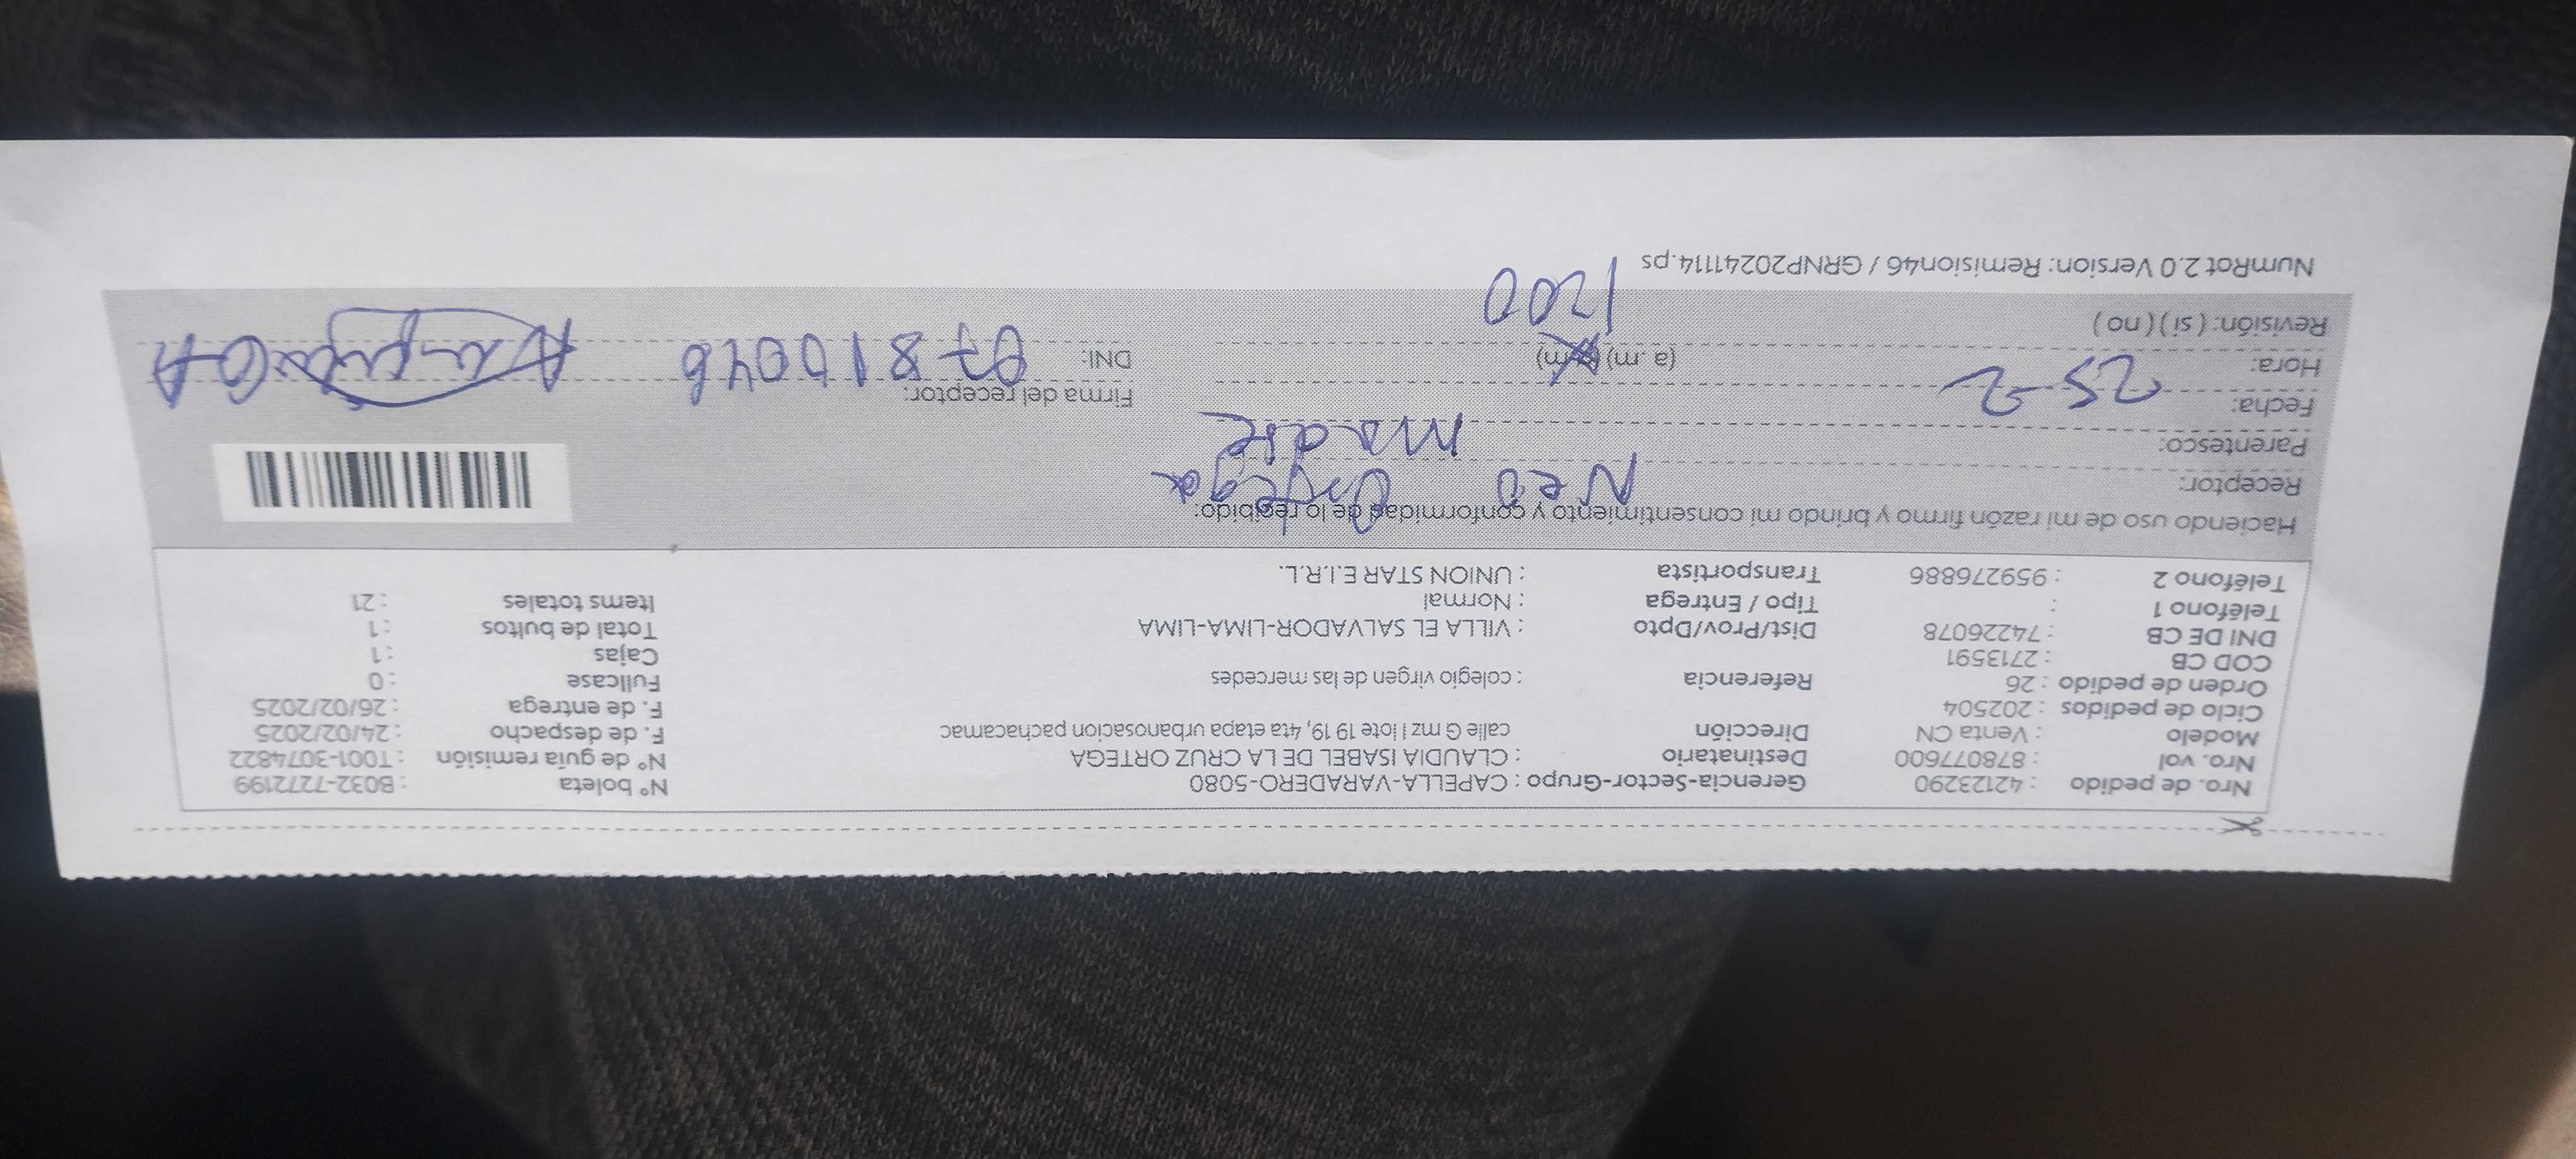 Nro. de pedido : 42123290 Gerencia-Sector-Grupo : CAPELLA-VARADERO-5080 N° boleta : B032-7272199
Nro. vol : 878077600 Destinatario : CLAUDIA ISABEL DE LA CRUZ ORTEGA N° de guía remisión : T001-3074822
Modelo : Venta CN Dirección calle G mz I lote 19 19, 4ta etapa urbanosacion pachacamac F. de despacho : 24/02/2025
Ciclo de pedidos : 202504 F. de entrega : 26/02/2025
Orden de pedido : 26 Referencia : colegio virgen de las mercedes Fullcase : 0
COD CB : 2713591 Cajas : 1
DNI DE CB : 74226078 Dist/Prov/Dpto : VILLA EL SALVADOR-LIMA-LIMA Total de bultos : 1
Teléfono 1 : Tipo / Entrega : Normal Items totales : 21
Teléfono 2 : 959276886 Transportista : UNION STAR E.I.R.L.
Haciendo uso de mi razón firmo y brindo mi consentimiento y conformidad de lo recibido:
Receptor: Ortega
Parentesco: madre
Fecha: 25-2 Firma del receptor:
Hora: (a. m) (p.m) 1200 DNI: 07810046
Revisión: ( si ) ( no )
NumRot 2.0 Version: Remision46 / GRNP20241114.ps